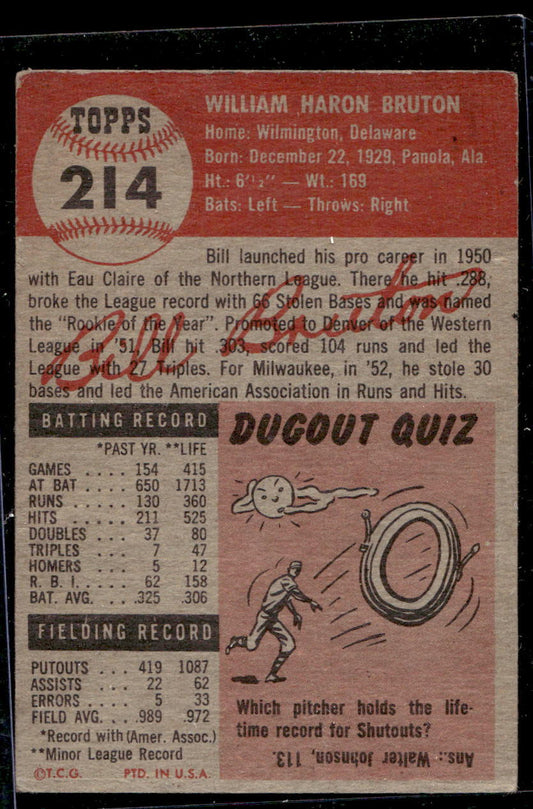 TOPPS
214
WILLIAM HARON BRUTON
Home: Wilmington, Delaware
Born: December 22, 1929, Panola, Ala.
Ht.: 6'½" — Wt.: 169
Bats: Left — Throws: Right
Bill launched his pro career in 1950
with Eau Claire of the Northern League. There he hit .288,
broke the League record with 66 Stolen Bases and was named
the "Rookie of the Year". Promoted to Denver of the Western
League in '51, Bill hit 303, scored 104 runs and led the
League with 27 Triples. For Milwaukee, in '52, he stole 30
bases and led the American Association in Runs and Hits.
Bill Bruton
BATTING RECORD
*PAST YR. **LIFE
GAMES .... 154 415
AT BAT .... 650 1713
RUNS ..... 130 360
HITS ...... 211 525
DOUBLES .. 37 80
TRIPLES ... 7 47
HOMERS ... 5 12
R. B. I. .... 62 158
BAT. AVG. ... .325 .306
FIELDING RECORD
PUTOUTS ... 419 1087
ASSISTS .... 22 62
ERRORS .... 5 33
FIELD AVG. ... .989 .972
*Record with (Amer. Assoc.)
**Minor League Record
©T.C.G. PTD. IN U.S.A.
DUGOUT QUIZ
Which pitcher holds the life-
time record for Shutouts?
Ans.: Walter Johnson, 113.